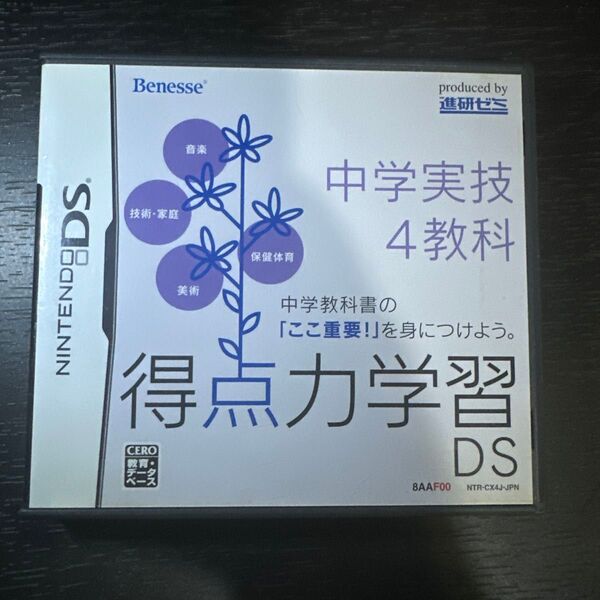 NINTENDO DS®
Benesse®
produced by
進研ゼミ
音楽
技術・家庭
保健体育
美術
中学実技
4教科
中学教科書の
「ここ重要!」を身につけよう。
得点力学習
DS
CERO
教育・
データ
ベース
8AAF00
NTR-CX4J-JPN